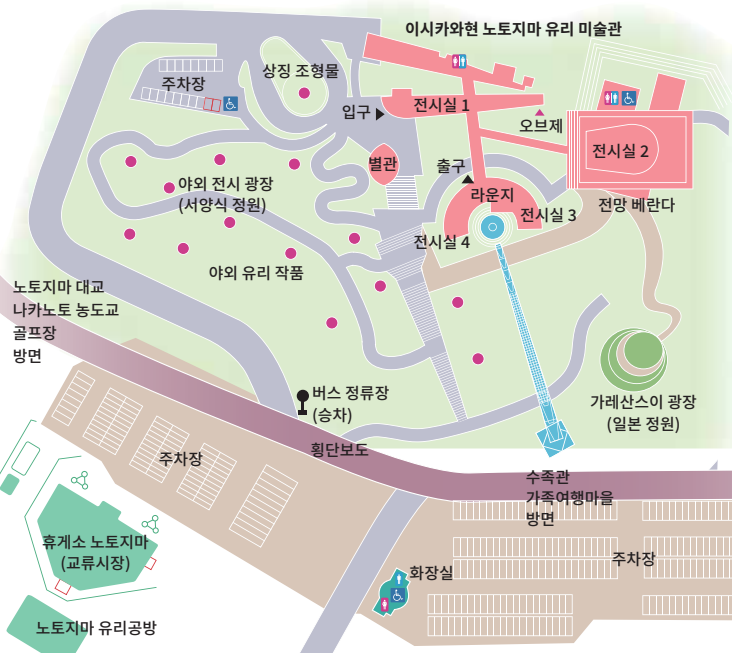 이시카와현 노토지마 유리 미술관
상징 조형물
주차장
입구
전시실 1
오브제
별관
출구
전시실 2
라운지
야외 전시 광장
(서양식 정원)
전시실 3
전망 베란다
전시실 4
야외 유리 작품
노토지마 대교
나카노토 농도교
골프장
방면
버스 정류장
(승차)
가레산스이 광장
(일본 정원)
횡단보도
주차장
수족관
가족여행마을
방면
휴게소 노토지마
(교류시장)
주차장
화장실
노토지마 유리공방